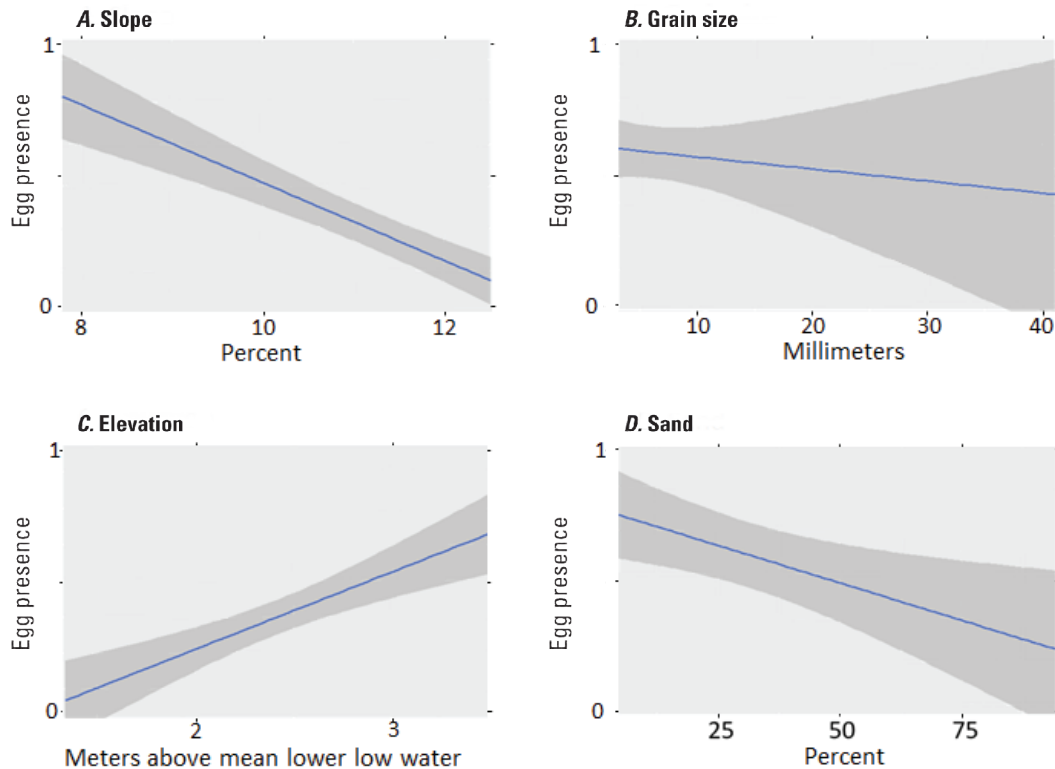 A. Slope
1
Egg presence
0
8 10 12
Percent
B. Grain size
1
Egg presence
0
10 20 30 40
Millimeters
C. Elevation
1
Egg presence
0
2 3
Meters above mean lower low water
D. Sand
1
Egg presence
0
25 50 75
Percent